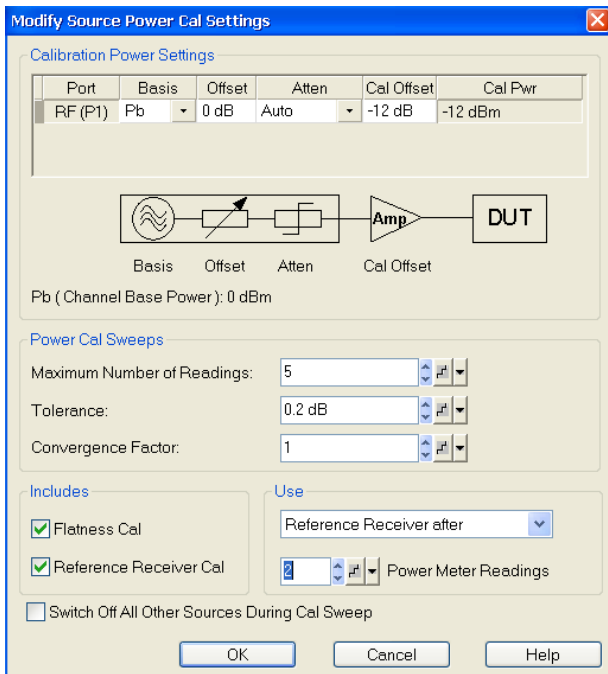 Modify Source Power Cal Settings
Calibration Power Settings
Port Basis Offset Atten Cal Offset Cal Pwr
RF (P1) Pb 0 dB Auto -12 dB -12 dBm
Amp DUT
Basis Offset Atten Cal Offset
Pb ( Channel Base Power ): 0 dBm
Power Cal Sweeps
Maximum Number of Readings: 5
Tolerance: 0.2 dB
Convergence Factor: 1
Includes
Flatness Cal
Reference Receiver Cal
Use
Reference Receiver after
2 Power Meter Readings
Switch Off All Other Sources During Cal Sweep
OK Cancel Help